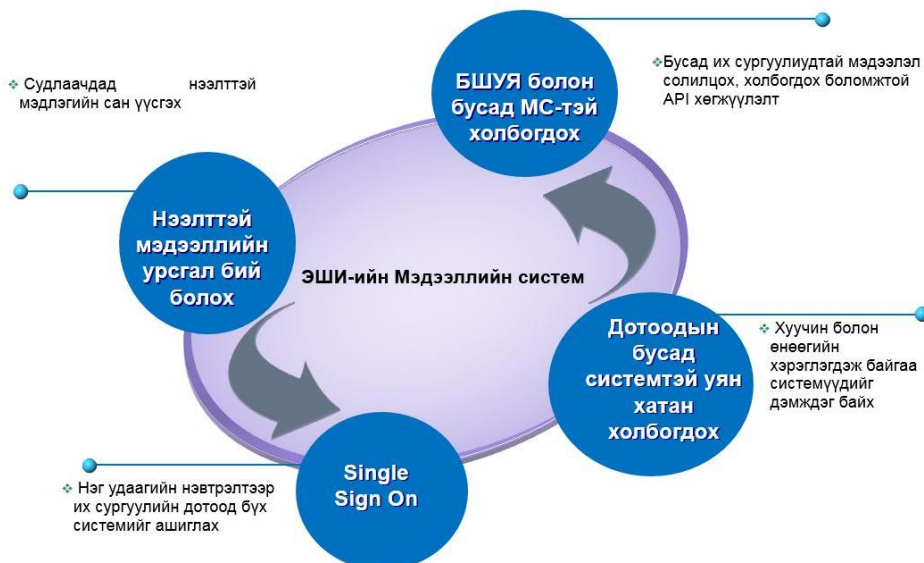 Судлаачдад нээлттэй
мэдлэгийн сан үүсгэх
БШУЯ болон
бусад МС-тэй
холбогдох
Бусад их сургуулиудтай мэдээлэл
солилцох, холбогдох боломжтой
API хөгжүүлэлт
Нээлттэй
мэдээллийн
урсгал бий
болох
ЭШИ-ийн Мэдээллийн систем
Дотоодын
бусад
системтэй уян
хатан
холбогдох
Хуучин болон
өнөөгийн
хэрэглэгдэж байгаа
системүүдийг
дэмждэг байх
Single
Sign On
Нэг удаагийн нэвтрэлтээр
их сургуулийн дотоод бүх
системийг ашиглах